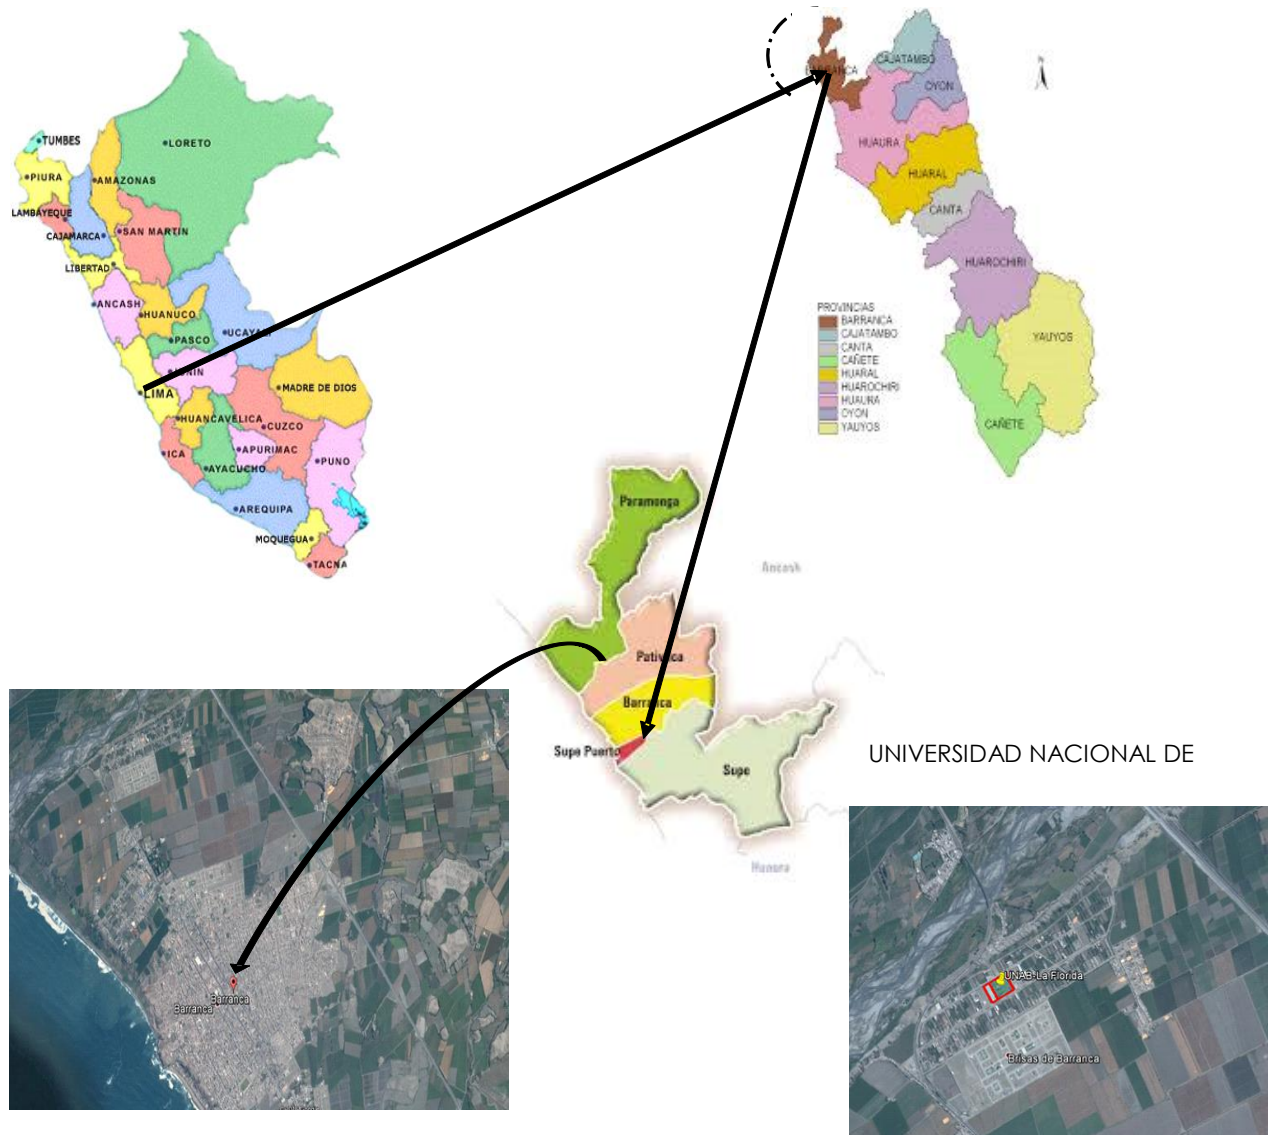 TUMBES
LORETO
PIURA
AMAZONAS
LAMBAYEQUE
CAJAMARCA
SAN MARTIN
LIBERTAD
ANCASH
HUANUCO
UCAYALI
PASCO
JUNIN
LIMA
MADRE DE DIOS
HUANCAVELICA
CUZCO
ICA
APURIMAC
AYACUCHO
PUNO
AREQUIPA
MOQUEGUA
TACNA
BARRANCA
CAJATAMBO
OYON
HUAURA
HUARAL
CANTA
HUAROCHIRI
YAUYOS
CAÑETE
N
PROVINCIAS
BARRANCA
CAJATAMBO
CANTA
CAÑETE
HUARAL
HUAROCHIRI
HUAURA
OYON
YAUYOS
Paramonga
Ancash
Pativilca
Barranca
Supe Puerto
Supe
Huaura
UNIVERSIDAD NACIONAL DE
Barranca
Barranca
UNAB-La Florida
Brisas de Barranca